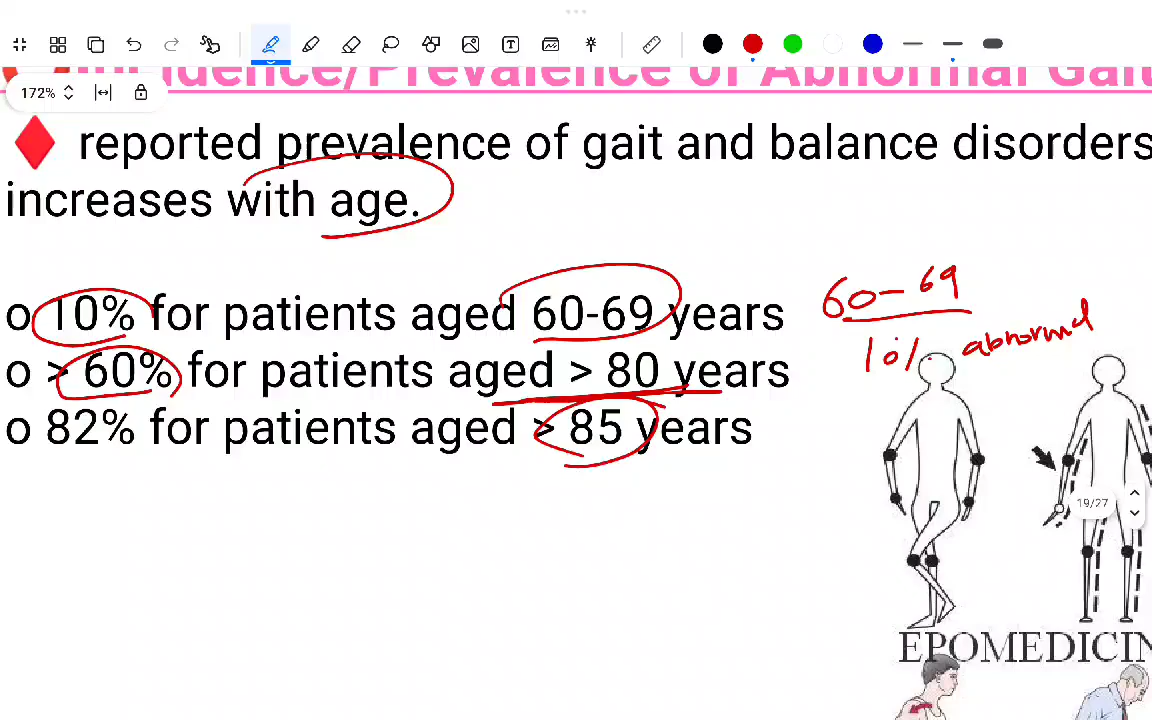 172%
Incidence/Prevalence of Abnormal Gait
reported prevalence of gait and balance disorders
increases with age.
o 10% for patients aged 60-69 years
o > 60% for patients aged > 80 years
o 82% for patients aged > 85 years
60-69
10% abnormal
19/27
EPOMEDICIN